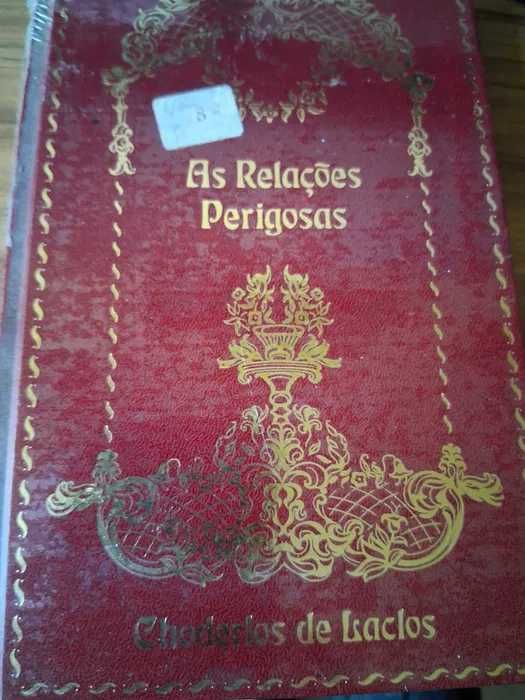 B
As Relações
Perigosas
Choderlos de Laclos